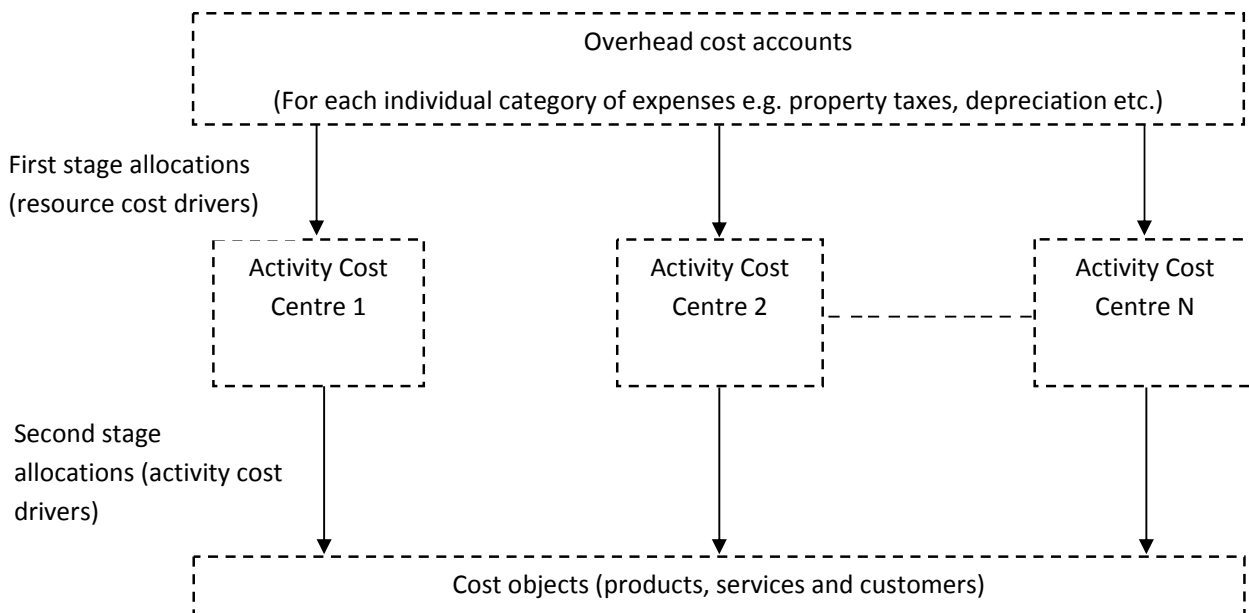 Overhead cost accounts
(For each individual category of expenses e.g. property taxes, depreciation etc.)
First stage allocations
(resource cost drivers)
Activity Cost
Centre 1
Activity Cost
Centre 2
Activity Cost
Centre N
Second stage
allocations (activity cost
drivers)
Cost objects (products, services and customers)